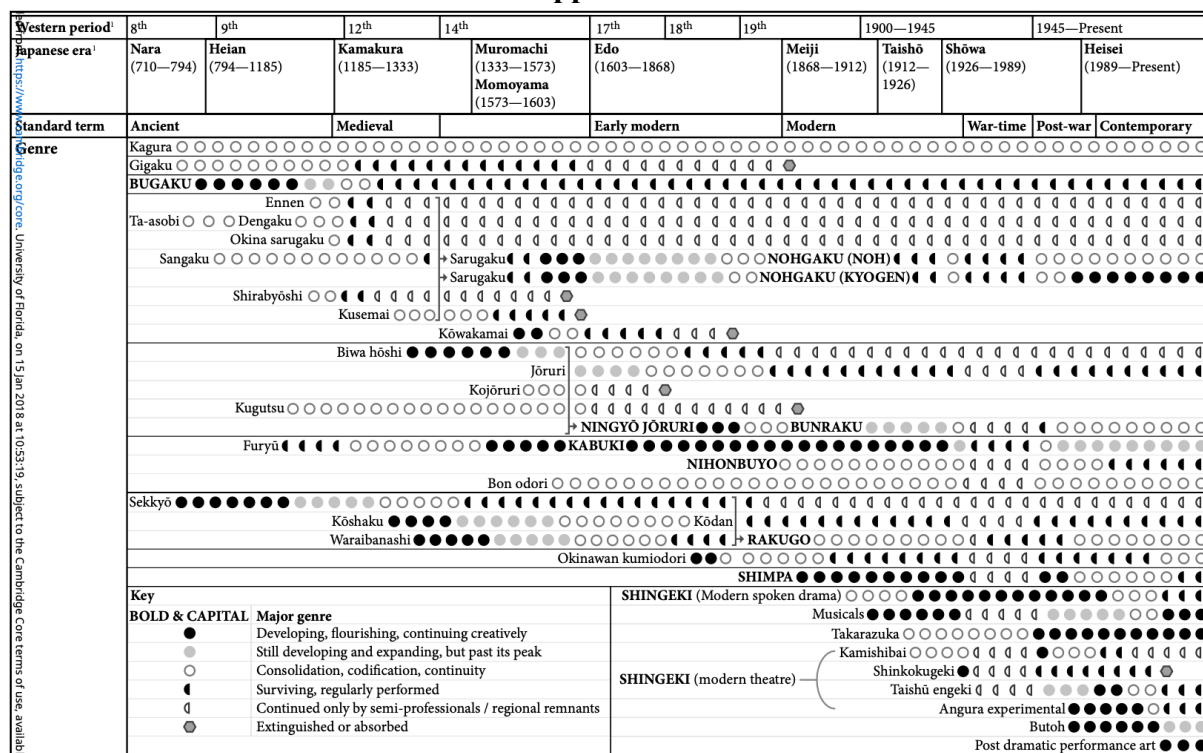 Western period¹ 8th 9th 12th 14th 17th 18th 19th 1900—1945 1945—Present
Japanese era¹ Nara Heian Kamakura Muromachi Edo Meiji Taishō Shōwa Heisei
(710—794) (794—1185) (1185—1333) (1333—1573) (1603—1868) (1868—1912) (1912— (1926—1989) (1989—Present)
Momoyama 1926)
(1573—1603)
Standard term Ancient Medieval Early modern Modern War-time Post-war Contemporary
Genre Kagura
Gigaku
BUGAKU
Ennen
Ta-asobi Dengaku
Okina sarugaku
Sangaku Sarugaku NOHGAKU (NOH)
Sarugaku NOHGAKU (KYOGEN)
Shirabyōshi
Kusemai
Kōwakamai
Biwa hōshi
Jōruri
Kojōruri
Kugutsu
NINGYŌ JŌRURI BUNRAKU
Furyū KABUKI
NIHONBUYO
Bon odori
Sekkyō
Kōshaku Kōdan
Waraibanashi RAKUGO
Okinawan kumiodori
SHIMPA
Key
BOLD & CAPITAL Major genre
Developing, flourishing, continuing creatively
Still developing and expanding, but past its peak
Consolidation, codification, continuity
Surviving, regularly performed
Continued only by semi-professionals / regional remnants
Extinguished or absorbed
SHINGEKI (Modern spoken drama)
Musicals
Takarazuka
Kamishibai
Shinkokugeki
SHINGEKI (modern theatre)
Taishū engeki
Angura experimental
Butoh
Post dramatic performance art
https://www.cambridge.org/core. University of Florida, on 15 Jan 2018 at 10:53:19, subject to the Cambridge Core terms of use,